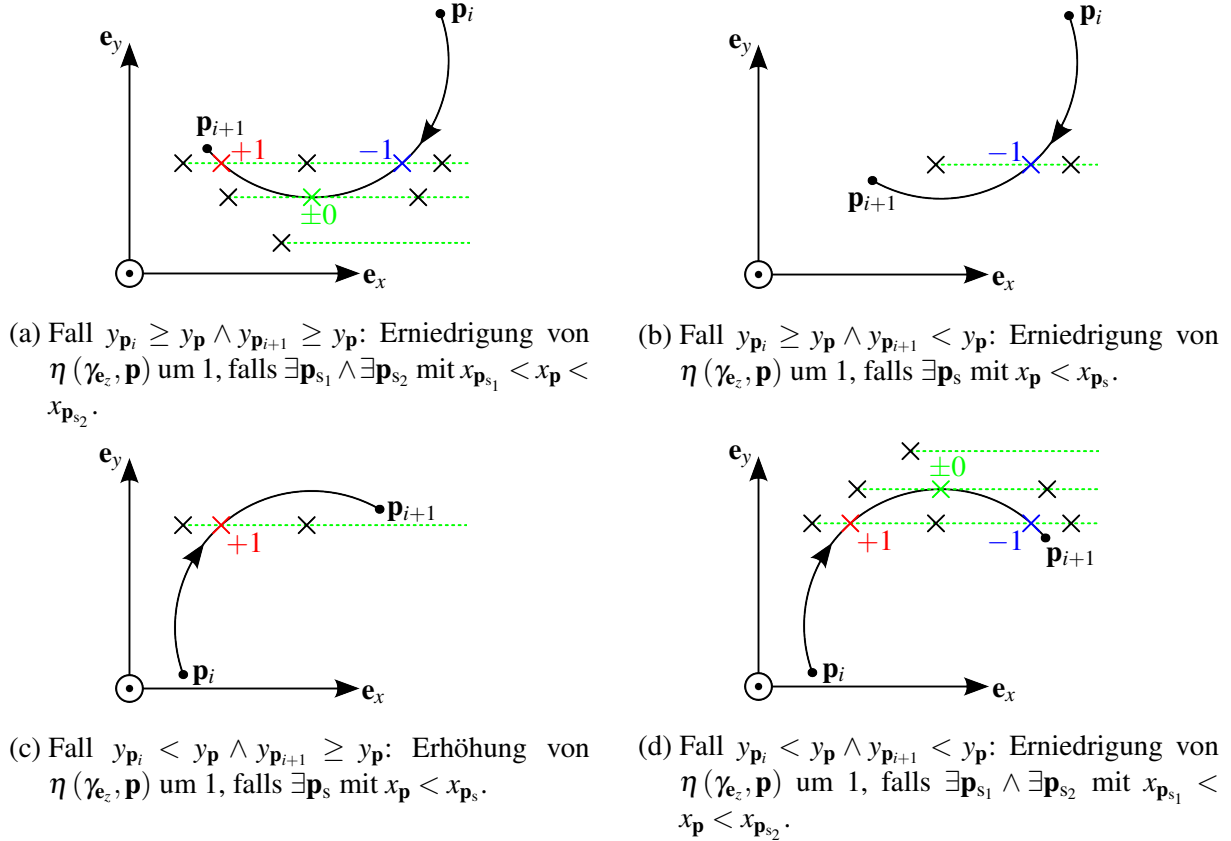 e_y
p_i
p_{i+1}
+1
−1
±0
e_x
(a) Fall y_{p_i} ≥ y_p ∧ y_{p_{i+1}} ≥ y_p: Erniedrigung von
η (γ_{e_z}, p) um 1, falls ∃p_{s_1} ∧ ∃p_{s_2} mit x_{p_{s_1}} < x_p <
x_{p_{s_2}}.
e_y
p_i
−1
p_{i+1}
e_x
(b) Fall y_{p_i} ≥ y_p ∧ y_{p_{i+1}} < y_p: Erniedrigung von
η (γ_{e_z}, p) um 1, falls ∃p_s mit x_p < x_{p_s}.
e_y
p_{i+1}
+1
p_i
e_x
(c) Fall y_{p_i} < y_p ∧ y_{p_{i+1}} ≥ y_p: Erhöhung von
η (γ_{e_z}, p) um 1, falls ∃p_s mit x_p < x_{p_s}.
e_y
±0
+1
−1
p_{i+1}
p_i
e_x
(d) Fall y_{p_i} < y_p ∧ y_{p_{i+1}} < y_p: Erniedrigung von
η (γ_{e_z}, p) um 1, falls ∃p_{s_1} ∧ ∃p_{s_2} mit x_{p_{s_1}} <
x_p < x_{p_{s_2}}.